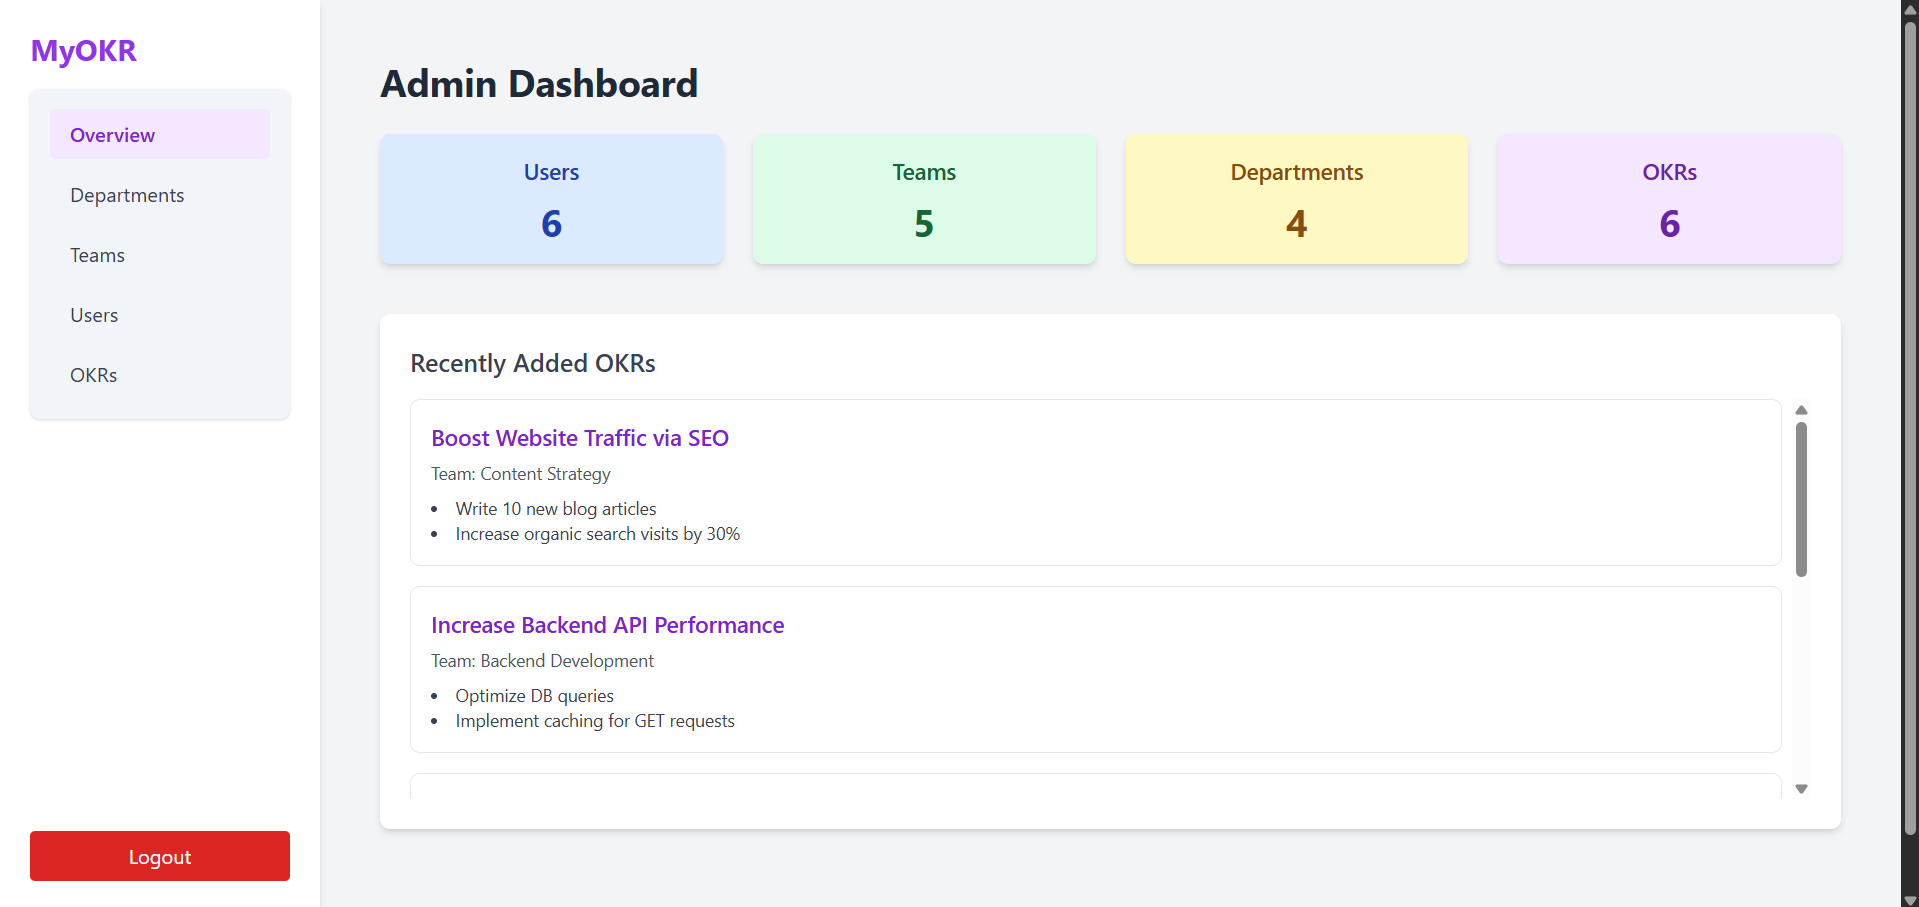 MyOKR
Overview
Departments
Teams
Users
OKRs
Logout
Admin Dashboard
Users
6
Teams
5
Departments
4
OKRs
6
Recently Added OKRs
Boost Website Traffic via SEO
Team: Content Strategy
• Write 10 new blog articles
• Increase organic search visits by 30%
Increase Backend API Performance
Team: Backend Development
• Optimize DB queries
• Implement caching for GET requests